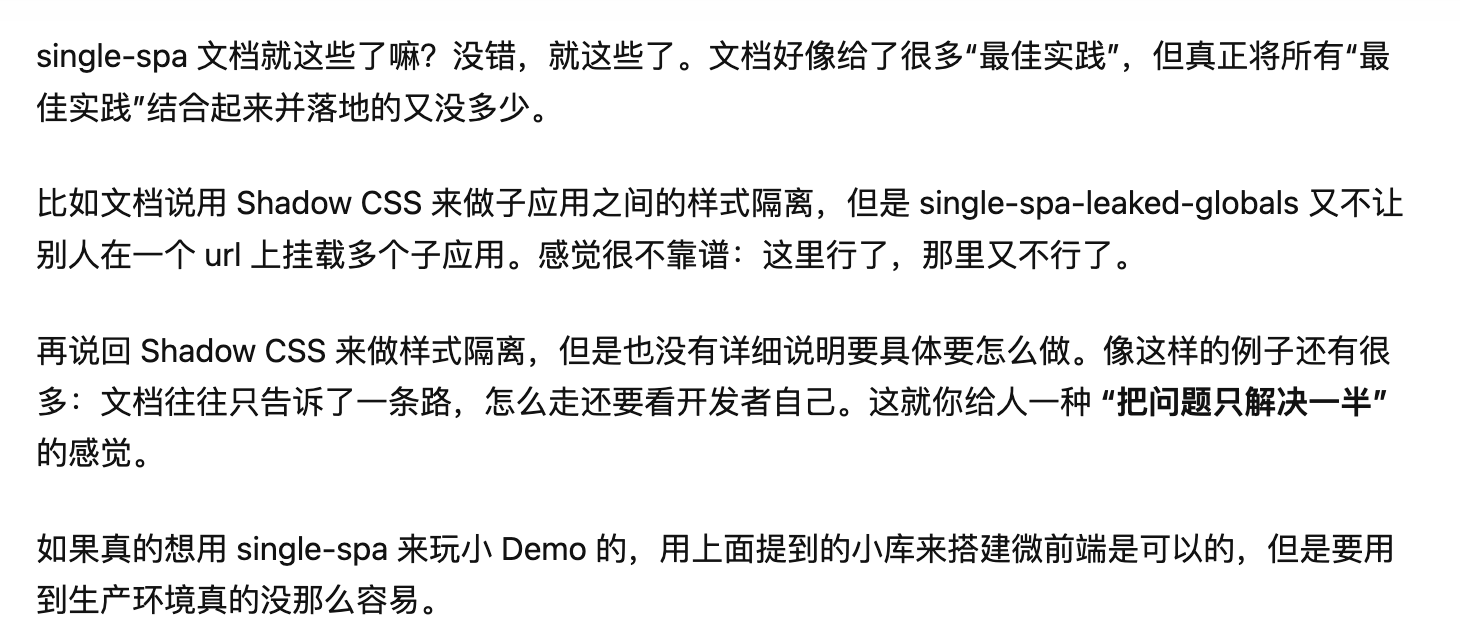 single-spa 文档就这些了嘛？没错，就这些了。文档好像给了很多“最佳实践”，但真正将所有“最
佳实践”结合起来并落地的又没多少。
比如文档说用 Shadow CSS 来做子应用之间的样式隔离，但是 single-spa-leaked-globals 又不让
别人在一个 url 上挂载多个子应用。感觉很不靠谱：这里行了，那里又不行了。
再说回 Shadow CSS 来做样式隔离，但是也没有详细说明要具体要怎么做。像这样的例子还有很
多：文档往往只告诉了一条路，怎么走还要看开发者自己。这就你给人一种 “把问题只解决一半”
的感觉。
如果真的想用 single-spa 来玩小 Demo 的，用上面提到的小库来搭建微前端是可以的，但是要用
到生产环境真的没那么容易。